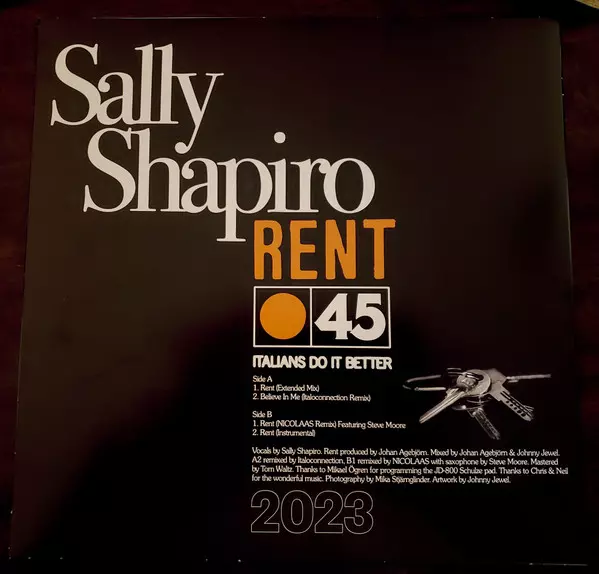 Sally
Shapiro
RENT
45
ITALIANS DO IT BETTER
Side A
1. Rent (Extended Mix)
2. Believe In Me (Italoconnection Remix)
Side B
1. Rent (NICOLAAS Remix) Featuring Steve Moore
2. Rent (Instrumental)
Vocals by Sally Shapiro. Rent produced by Johan Agebjörn. Mixed by Johan Agebjörn & Johnny Jewel.
A2 remixed by Italoconnection, B1 remixed by NICOLAAS with saxophone by Steve Moore. Mastered
by Tom Waltz. Thanks to Mikael Ögren for programming the JD-800 Schulze pad. Thanks to Chris & Neil
for the wonderful music. Photography by Mika Stjärnglinder. Artwork by Johnny Jewel.
2023